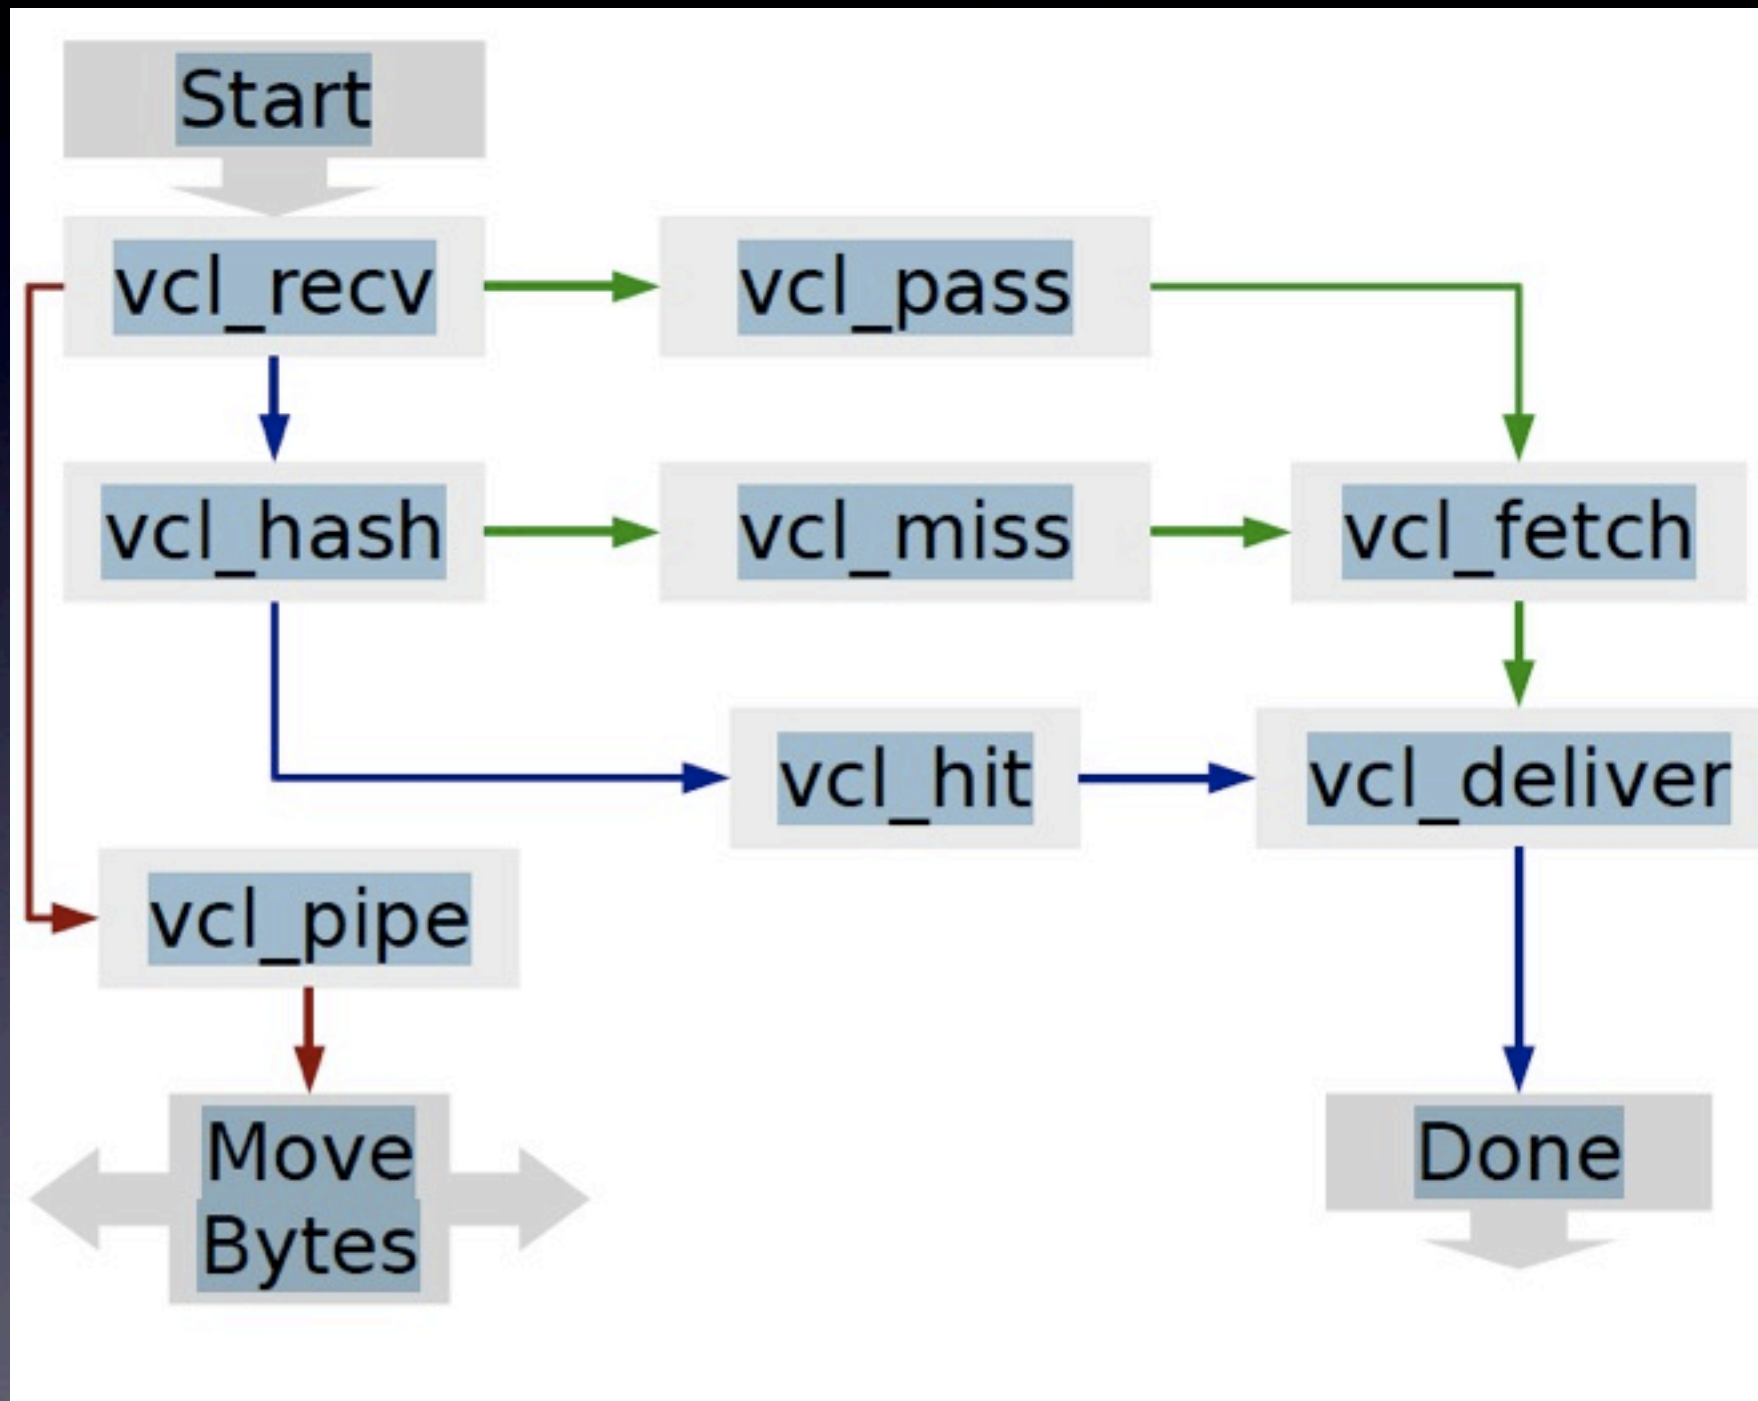 Start
vcl_recv
vcl_pass
vcl_hash
vcl_miss
vcl_fetch
vcl_hit
vcl_deliver
vcl_pipe
Move
Bytes
Done